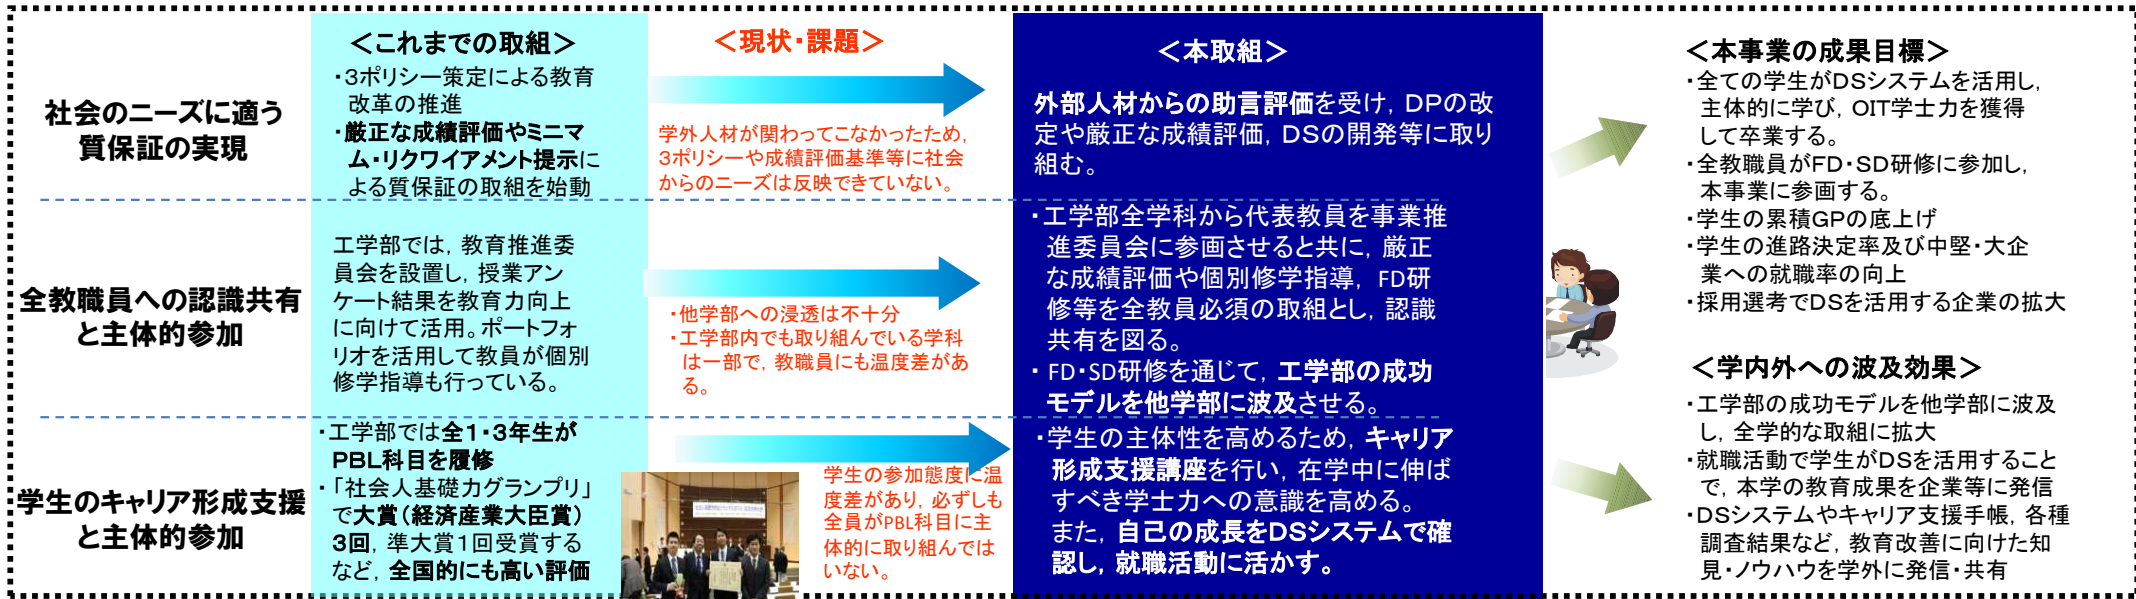 社会のニーズに適う
質保証の実現
＜これまでの取組＞
・3ポリシー策定による教育
改革の推進
・厳正な成績評価やミニマ
ム・リクワイアメント提示に
よる質保証の取組を始動
＜現状・課題＞
学外人材が関わってこなかったため，
3ポリシーや成績評価基準等に社会
からのニーズは反映できていない。
＜本取組＞
外部人材からの助言評価を受け，DPの改
定や厳正な成績評価，DSの開発等に取り
組む。
全教職員への認識共有
と主体的参加
工学部では，教育推進委
員会を設置し，授業アン
ケート結果を教育力向上
に向けて活用。ポートフォ
リオを活用して教員が個別
修学指導も行っている。
・他学部への浸透は不十分
・工学部内でも取り組んでいる学科
は一部で，教職員にも温度差があ
る。
・工学部全学科から代表教員を事業推
進委員会に参画させると共に，厳正
な成績評価や個別修学指導，FD研
修等を全教員必須の取組とし，認識
共有を図る。
・FD・SD研修を通じて，工学部の成功
モデルを他学部に波及させる。
学生のキャリア形成支援
と主体的参加
・工学部では全1・3年生が
PBL科目を履修
・「社会人基礎力グランプリ」
で大賞（経済産業大臣賞）
3回，準大賞1回受賞する
など，全国的にも高い評価
学生の参加態度に温
度差があり，必ずしも
全員がPBL科目に主
体的に取り組んでは
いない。
・学生の主体性を高めるため，キャリア
形成支援講座を行い，在学中に伸ば
すべき学士力への意識を高める。
また，自己の成長をDSシステムで確
認し，就職活動に活かす。
＜本事業の成果目標＞
・全ての学生がDSシステムを活用し，
主体的に学び，OIT学士力を獲得
して卒業する。
・全教職員がFD・SD研修に参加し，
本事業に参画する。
・学生の累積GPの底上げ
・学生の進路決定率及び中堅・大企
業への就職率の向上
・採用選考でDSを活用する企業の拡大
＜学内外への波及効果＞
・工学部の成功モデルを他学部に波及
し，全学的な取組に拡大
・就職活動で学生がDSを活用すること
で，本学の教育成果を企業等に発信
・DSシステムやキャリア支援手帳，各種
調査結果など，教育改善に向けた知
見・ノウハウを学外に発信・共有